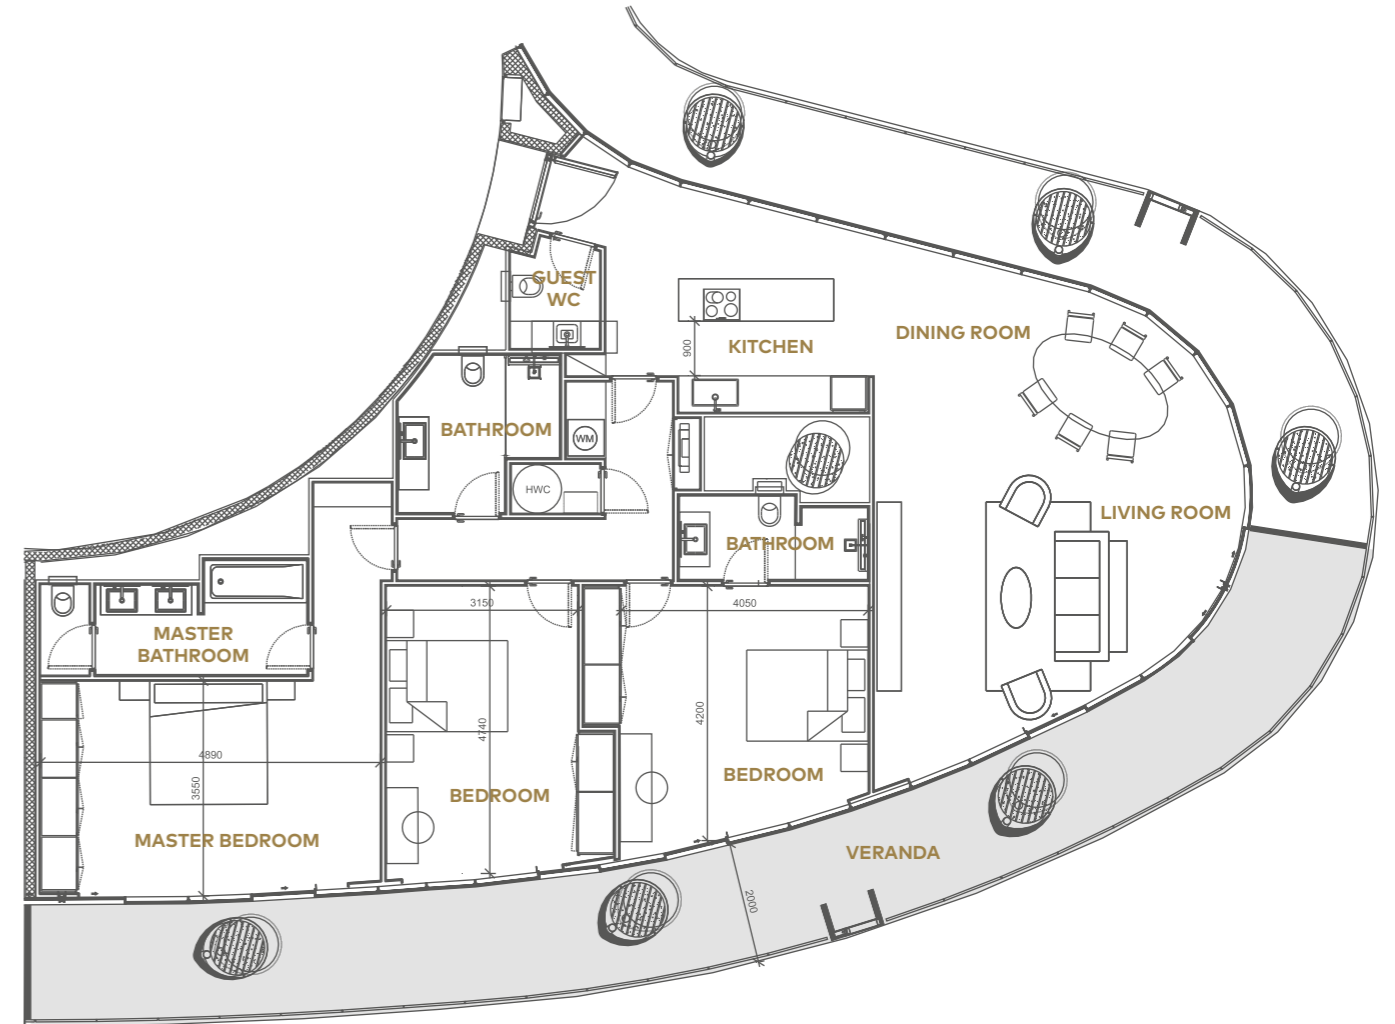 GUEST
WC
KITCHEN
900
DINING ROOM
BATHROOM
WM
HWC
LIVING ROOM
BATHROOM
3150
4050
MASTER
BATHROOM
4890
3550
4740
4200
BEDROOM
BEDROOM
MASTER BEDROOM
VERANDA
2000